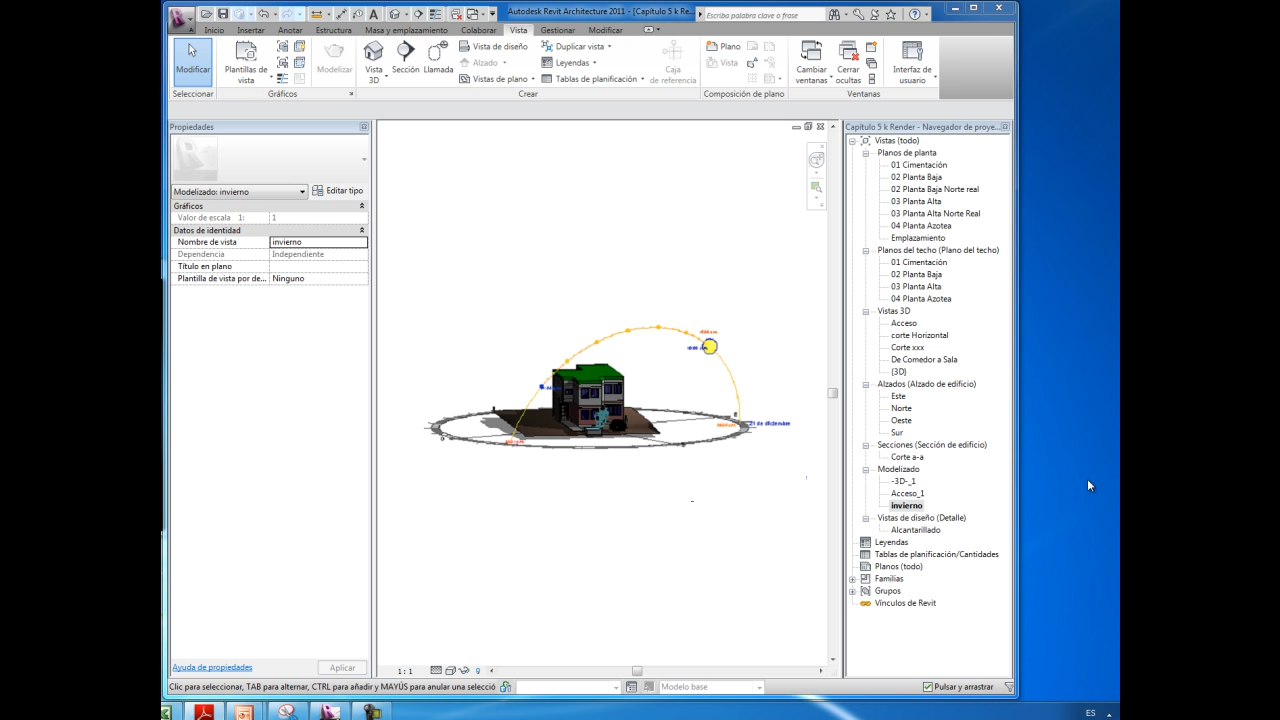 Autodesk Revit Architecture 2011 - [Capítulo 5 k Re...
Escriba palabra clave o frase
Inicio Insertar Anotar Estructura Masa y emplazamiento Colaborar Vista Gestionar Modificar
Modificar
Plantillas de vista
Modelizar
Vista 3D
Sección
Llamada
Vista de diseño
Alzado
Vistas de plano
Duplicar vista
Leyendas
Tablas de planificación
Caja de referencia
Plano
Vista
Cambiar ventanas
Cerrar ocultas
Interfaz de usuario
Seleccionar Gráficos Crear Composición de plano Ventanas
Propiedades
Modelizado: invierno Editar tipo
Gráficos
Valor de escala 1: 1
Datos de identidad
Nombre de vista invierno
Dependencia Independiente
Título en plano
Plantilla de vista por de... Ninguno
21 de diciembre
Ayuda de propiedades Aplicar
1 : 1
Capítulo 5 k Render - Navegador de proye...
Vistas (todo)
Planos de planta
01 Cimentación
02 Planta Baja
02 Planta Baja Norte real
03 Planta Alta
03 Planta Alta Norte Real
04 Planta Azotea
Emplazamiento
Planos del techo (Plano del techo)
01 Cimentación
02 Planta Baja
03 Planta Alta
04 Planta Azotea
Vistas 3D
Acceso
corte Horizontal
Corte xxx
De Comedor a Sala
{3D}
Alzados (Alzado de edificio)
Este
Norte
Oeste
Sur
Secciones (Sección de edificio)
Corte a-a
Modelizado
-3D-_1
Acceso_1
invierno
Vistas de diseño (Detalle)
Alcantarillado
Leyendas
Tablas de planificación/Cantidades
Planos (todo)
Familias
Grupos
Vínculos de Revit
Clic para seleccionar, TAB para alternar, CTRL para añadir y MAYÚS para anular una selecció
Modelo base
Pulsar y arrastrar
ES